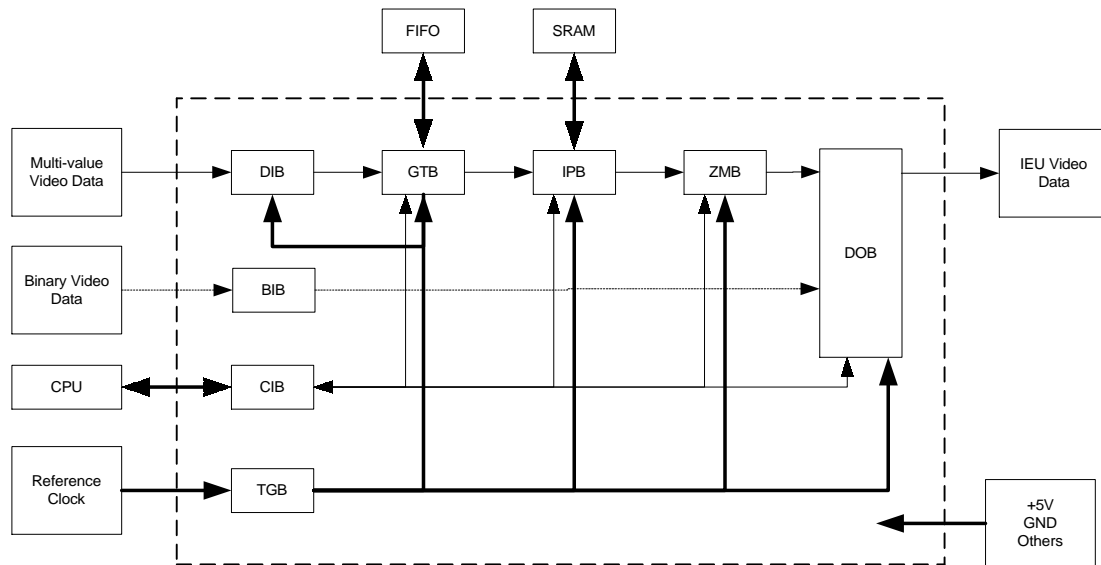 FIFO
SRAM
Multi-value
Video Data
DIB
GTB
IPB
ZMB
DOB
IEU Video
Data
Binary Video
Data
BIB
CPU
CIB
Reference
Clock
TGB
+5V
GND
Others